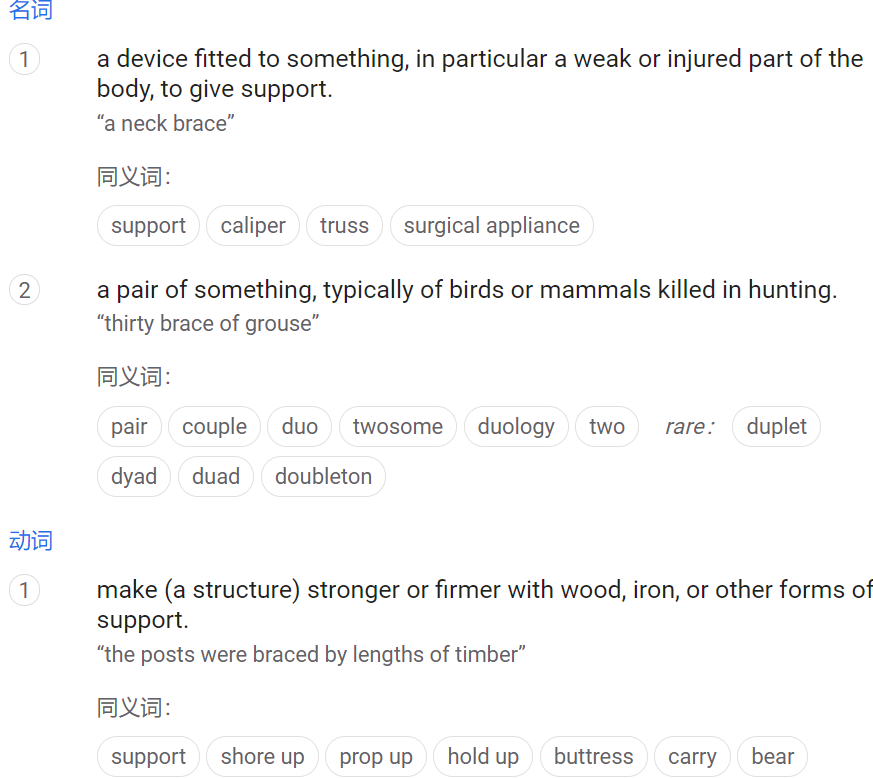 名词
1
a device fitted to something, in particular a weak or injured part of the
body, to give support.
“a neck brace”
同义词：
support caliper truss surgical appliance
2
a pair of something, typically of birds or mammals killed in hunting.
“thirty brace of grouse”
同义词：
pair couple duo twosome duology two rare： duplet
dyad duad doubleton
动词
1
make (a structure) stronger or firmer with wood, iron, or other forms of
support.
“the posts were braced by lengths of timber”
同义词：
support shore up prop up hold up buttress carry bear